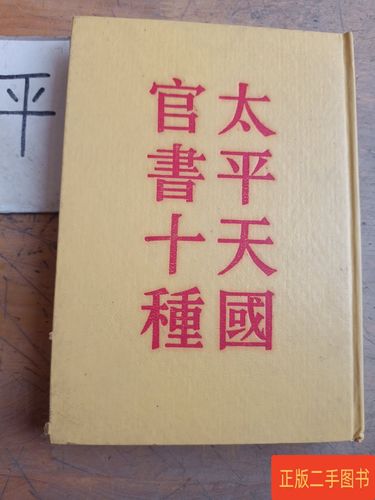 太平天國
官書十種
平
正版二手图书